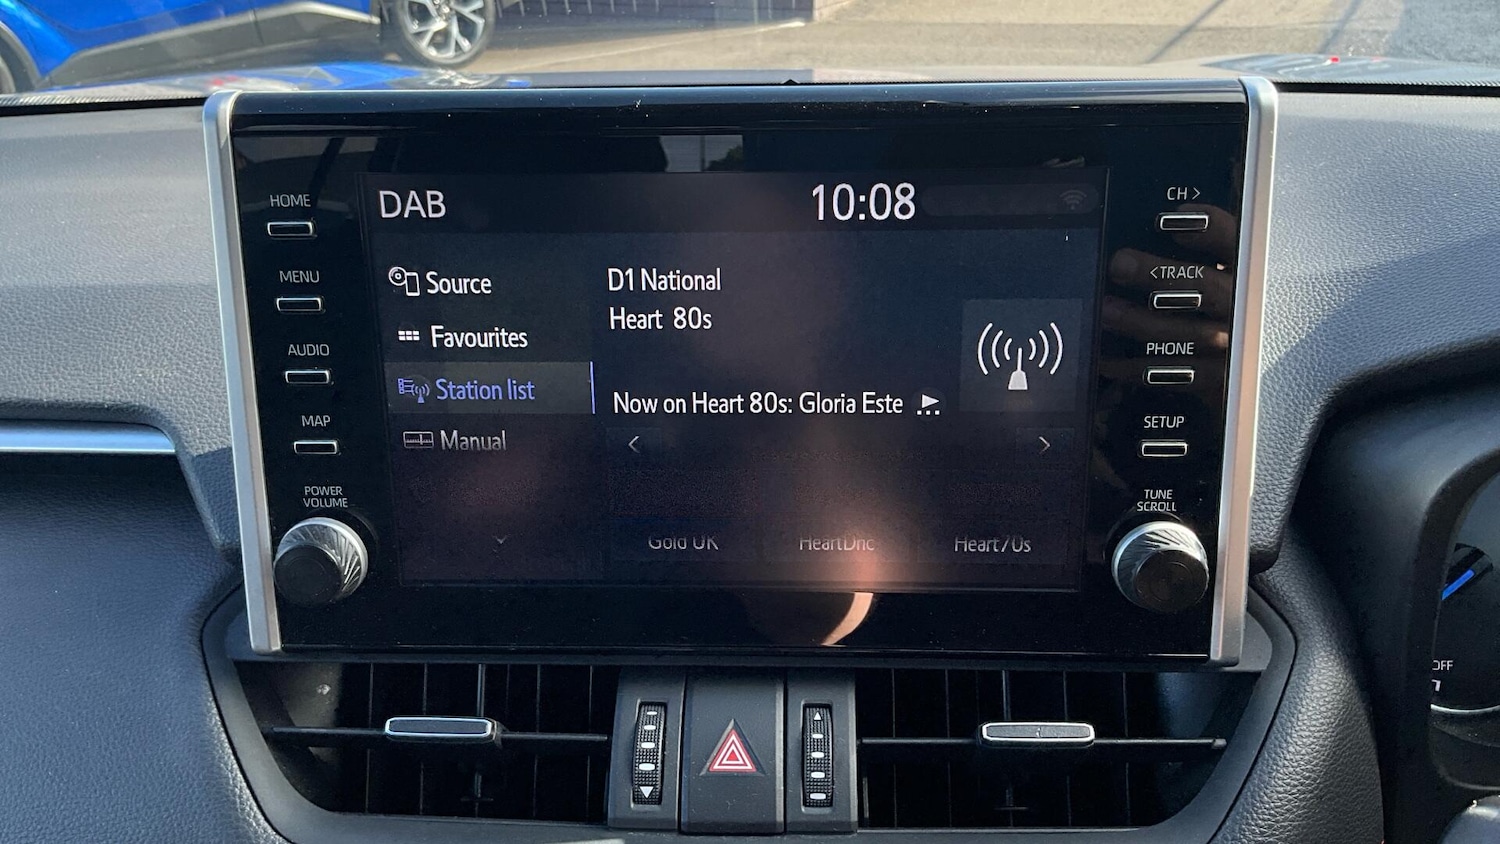 DAB
10:08
HOME
MENU
AUDIO
MAP
POWER
VOLUME
Source
Favourites
Station list
Manual
D1 National
Heart 80s
Now on Heart 80s: Gloria Este
Gold UK
HeartDnc
Heart70s
CH >
< TRACK
PHONE
SETUP
TUNE
SCROLL
OFF